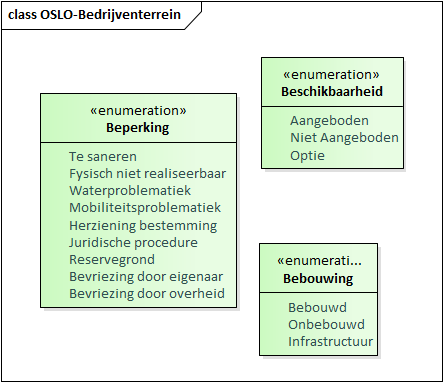 class OSLO-Bedrijventerrein
«enumeration»
Beperking
Te saneren
Fysisch niet realiseerbaar
Waterproblematiek
Mobiliteitsproblematiek
Herziening bestemming
Juridische procedure
Reservegrond
Bevriezing door eigenaar
Bevriezing door overheid
«enumeration»
Beschikbaarheid
Aangeboden
Niet Aangeboden
Optie
«enumerati...
Bebouwing
Bebouwd
Onbebouwd
Infrastructuur